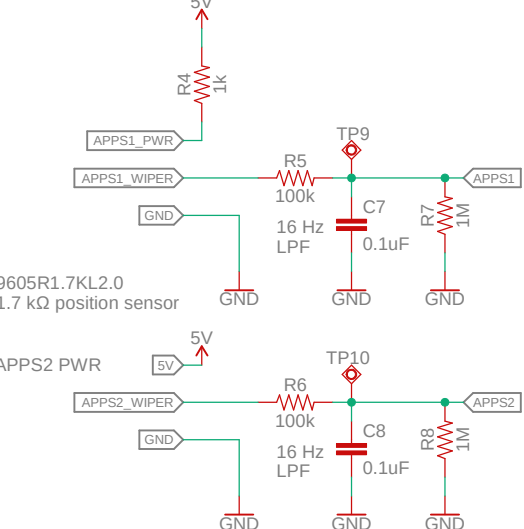 5V
R4
1k
APPS1_PWR
TP9
APPS1_WIPER
R5
100k
APPS1
GND
16 Hz
LPF
C7
0.1uF
R7
1M
9605R1.7KL2.0
1.7 kΩ position sensor
GND
GND
GND
5V
APPS2 PWR
5V
TP10
APPS2_WIPER
R6
100k
APPS2
GND
16 Hz
LPF
C8
0.1uF
R8
1M
GND
GND
GND